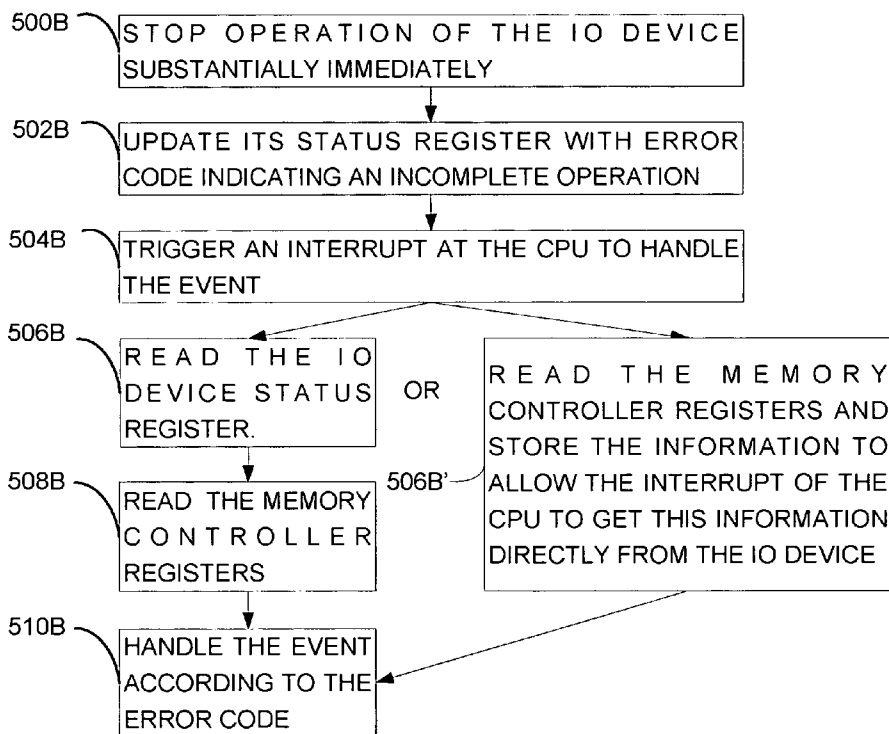 500B
STOP OPERATION OF THE IO DEVICE
SUBSTANTIALLY IMMEDIATELY
502B
UPDATE ITS STATUS REGISTER WITH ERROR
CODE INDICATING AN INCOMPLETE OPERATION
504B
TRIGGER AN INTERRUPT AT THE CPU TO HANDLE
THE EVENT
506B
READ THE IO
DEVICE STATUS
REGISTER.
OR
506B'
READ THE MEMORY
CONTROLLER REGISTERS AND
STORE THE INFORMATION TO
ALLOW THE INTERRUPT OF THE
CPU TO GET THIS INFORMATION
DIRECTLY FROM THE IO DEVICE
508B
READ THE MEMORY
CONTROLLER
REGISTERS
510B
HANDLE THE EVENT
ACCORDING TO THE
ERROR CODE